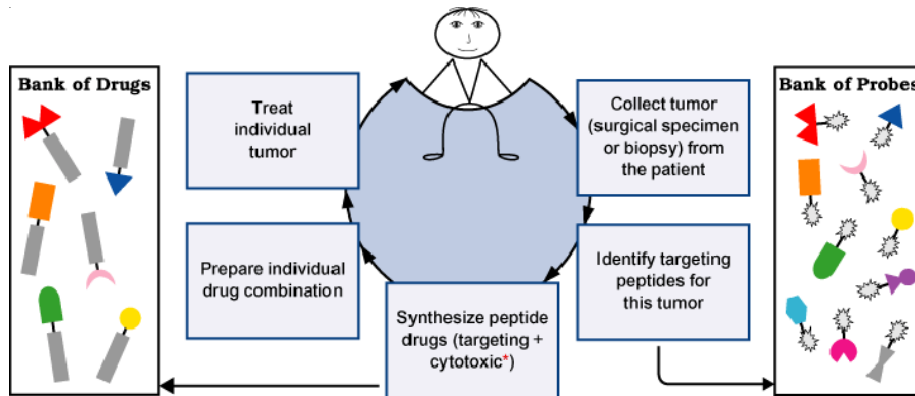 Bank of Drugs
Treat
individual
tumor
Collect tumor
(surgical specimen
or biopsy) from
the patient
Bank of Probes
Prepare individual
drug combination
Synthesize peptide
drugs (targeting +
cytotoxic*)
Identify targeting
peptides for
this tumor